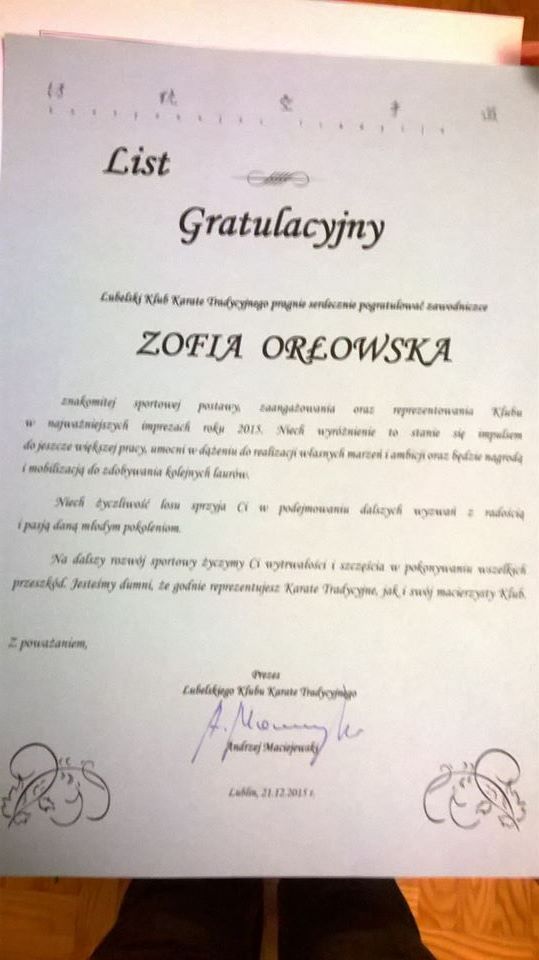 空 手 道
List
Gratulacyjny
Lubelski Klub Karate Tradycyjnego pragnie serdecznie pogratulować zawodniczce
ZOFIA ORŁOWSKA
znakomitej sportowej postawy, zaangażowania oraz reprezentowania Klubu
w najważniejszych imprezach roku 2015. Niech wyróżnienie to stanie się impulsem
do jeszcze większej pracy, umocni w dążeniu do realizacji własnych marzeń i ambicji oraz będzie nagrodą
i mobilizacją do zdobywania kolejnych laurów.
Niech życzliwość losu sprzyja Ci w podejmowaniu dalszych wyzwań z radością
i pasją daną młodym pokoleniom.
Na dalszy rozwój sportowy życzymy Ci wytrwałości i szczęścia w pokonywaniu wszelkich
przeszkód. Jesteśmy dumni, że godnie reprezentujesz Karate Tradycyjne, jak i swój macierzysty Klub.
Z poważaniem,
Prezes
Lubelskiego Klubu Karate Tradycyjnego
Andrzej Maciejewski
Lublin, 21.12.2015 r.